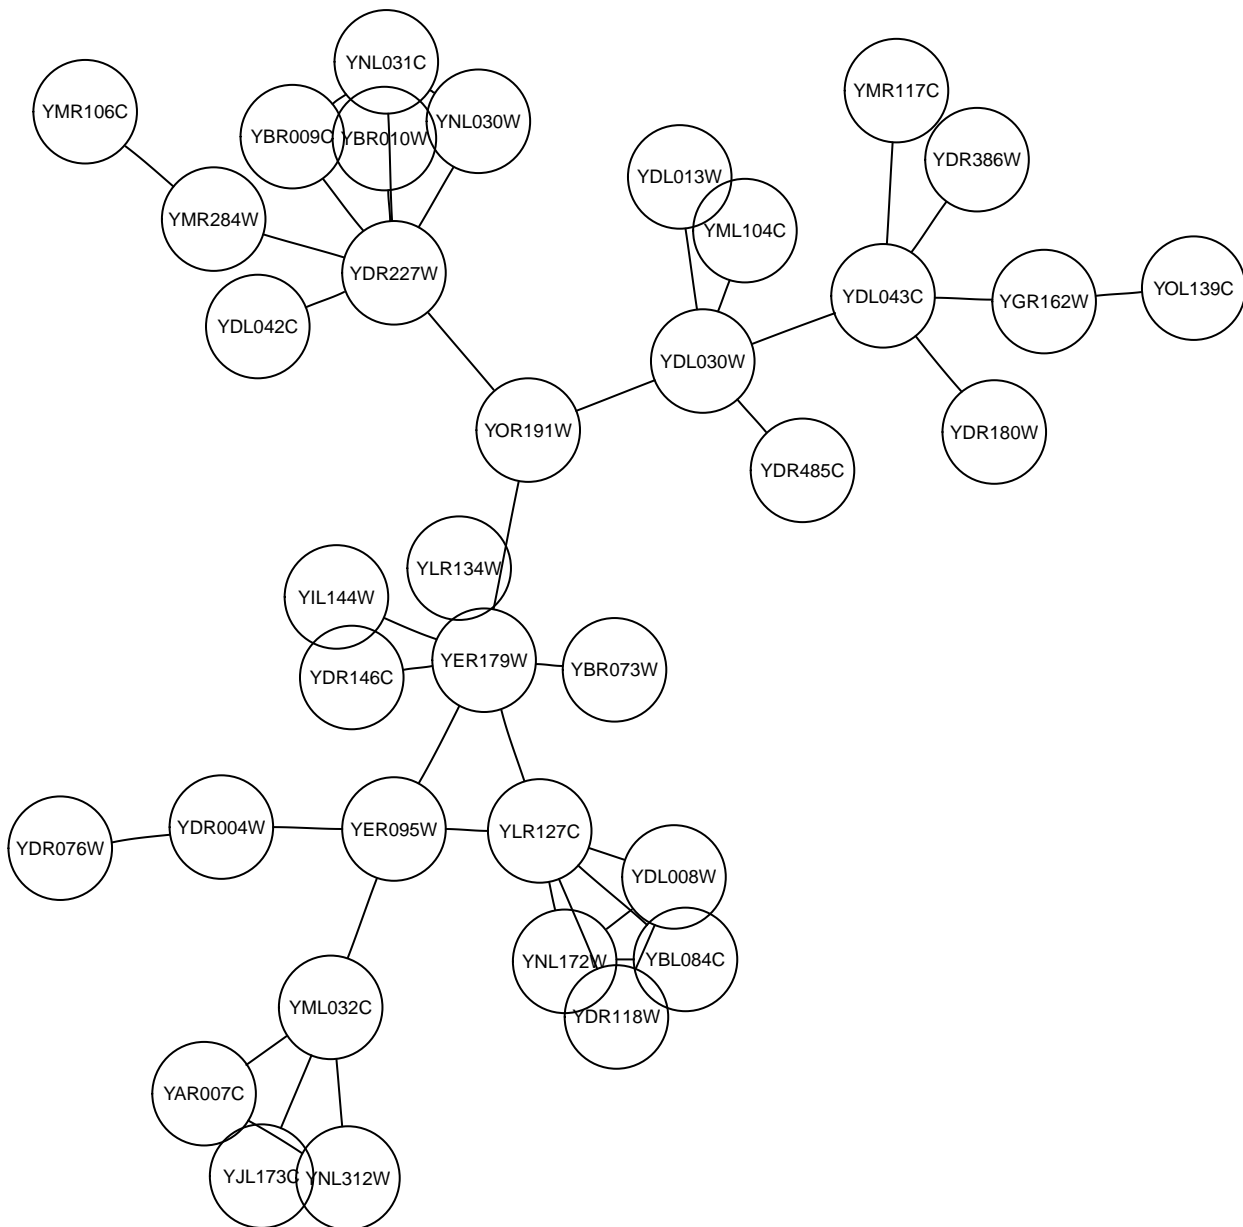 YNL031C
YMR117C
YMR106C
YNL030W
YBR009C
YBR010W
YDR386W
YDL013W
YMR284W
YML104C
YDR227W
YOL139C
YDL043C
YGR162W
YDL042C
YDL030W
YOR191W
YDR180W
YDR485C
YLR134W
YIL144W
YER179W
YBR073W
YDR146C
YDR004W
YER095W
YLR127C
YDR076W
YDL008W
YNL172W
YBL084C
YML032C
YDR118W
YAR007C
YJL173C
YNL312W